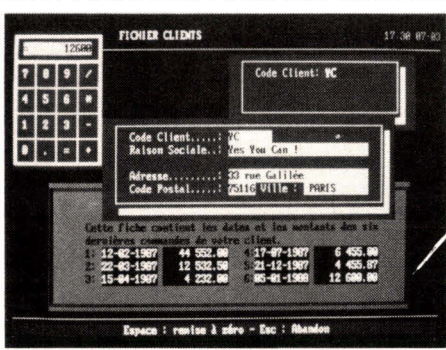 FICHIER CLIENTS
17:30 07-03
12600
7 8 9 /
4 5 6 *
1 2 3 -
0 . = +
Code Client: YC
Code Client.....: YC
Raison Sociale..: Yes You Can !
Adresse.........: 33 rue Galilée
Code Postal.....: 75116 Ville : PARIS
Cette fiche contient les dates et les montants des six
dernières commandes de votre client.
1: 12-02-1987 44 552.00 4:17-07-1987 6 455.00
2: 22-03-1987 12 532.50 5:21-12-1987 4 455.87
3: 15-04-1987 4 232.00 6:05-01-1988 12 600.00
Espace : remise à zéro - Esc : Abandon